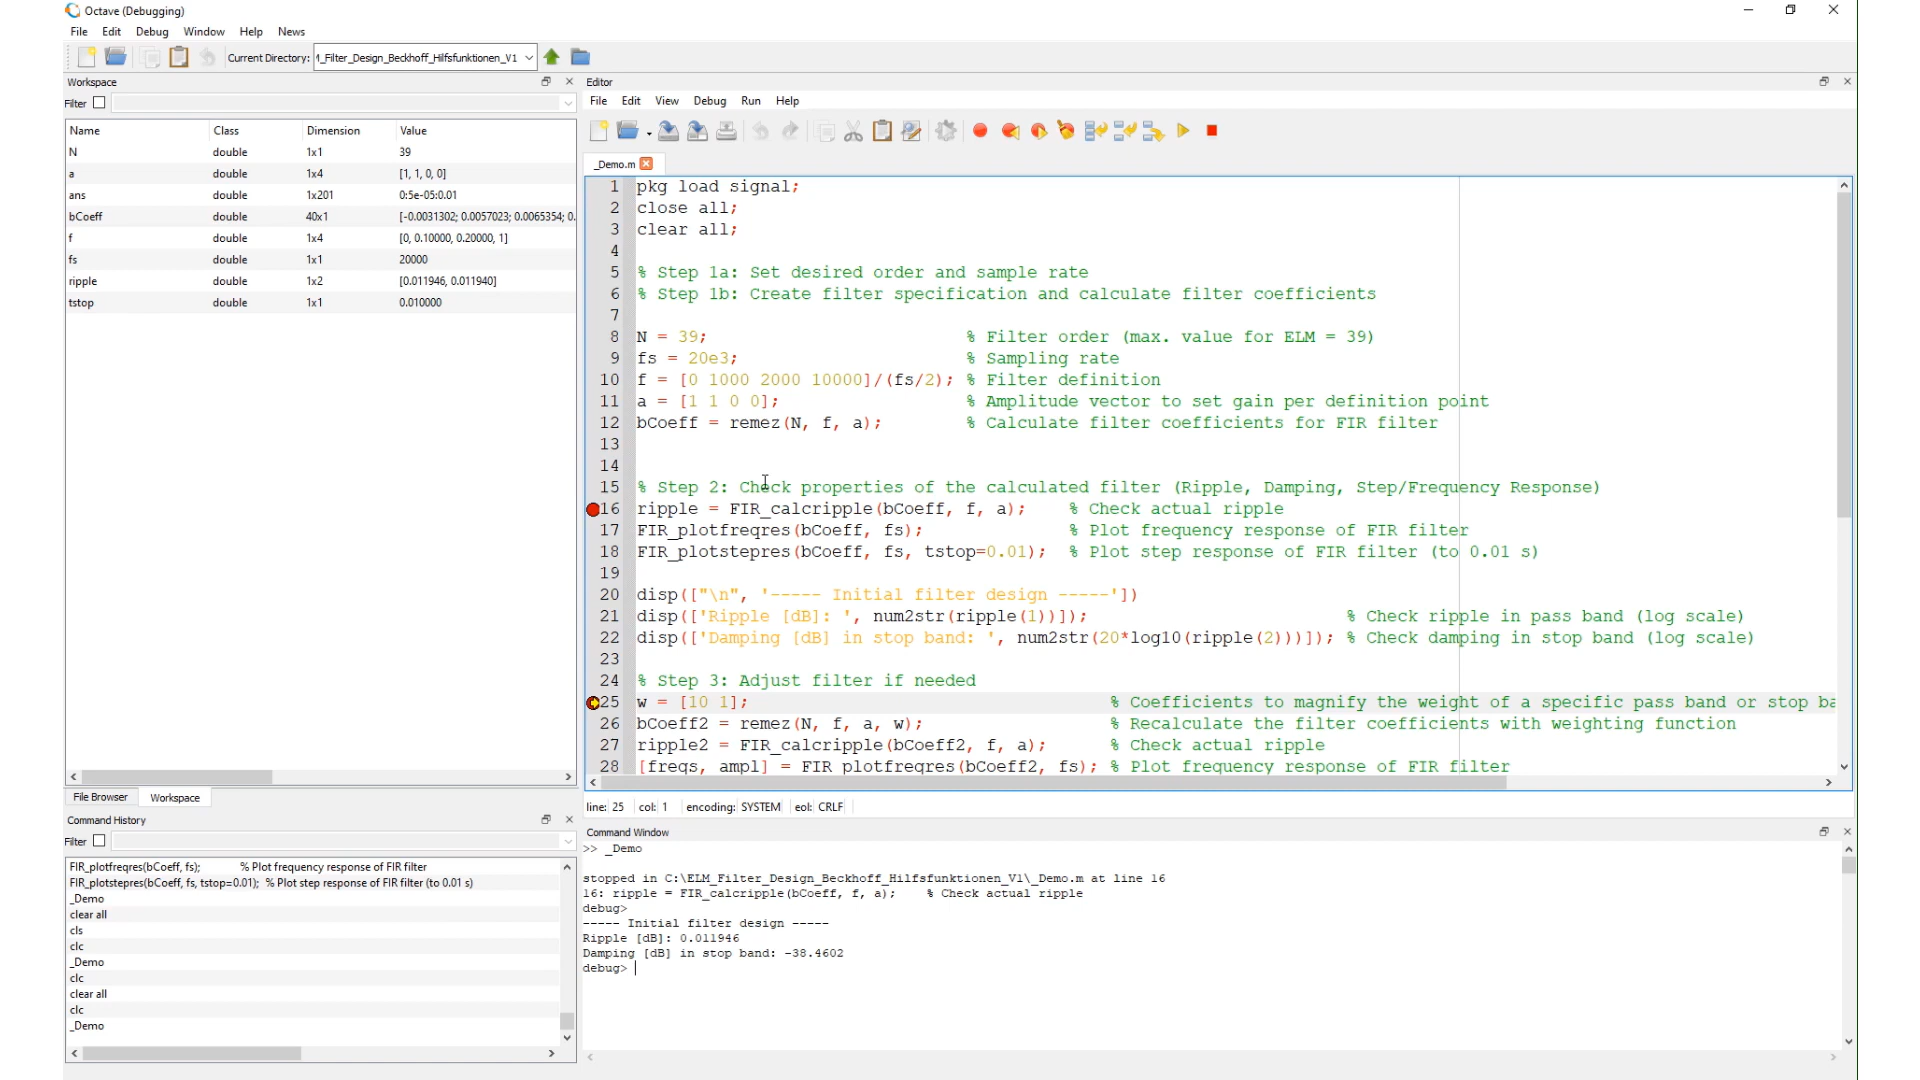 Octave (Debugging)
File Edit Debug Window Help News
Current Directory: _Filter_Design_Beckhoff_Hilfsfunktionen_V1
Workspace
Filter
Name Class Dimension Value
N double 1x1 39
a double 1x4 [1, 1, 0, 0]
ans double 1x201 0:5e-05:0.01
bCoeff double 40x1 [-0.0031302; 0.0057023; 0.0065354; 0.
f double 1x4 [0, 0.10000, 0.20000, 1]
fs double 1x1 20000
ripple double 1x2 [0.011946, 0.011940]
tstop double 1x1 0.010000
File Browser Workspace
Command History
Filter
FIR_plotfreqres(bCoeff, fs); % Plot frequency response of FIR filter
FIR_plotstepres(bCoeff, fs, tstop=0.01); % Plot step response of FIR filter (to 0.01 s)
_Demo
clear all
cls
clc
_Demo
clc
clear all
clc
_Demo
Editor
File Edit View Debug Run Help
_Demo.m
1 pkg load signal;
2 close all;
3 clear all;
4
5 % Step 1a: Set desired order and sample rate
6 % Step 1b: Create filter specification and calculate filter coefficients
7
8 N = 39; % Filter order (max. value for ELM = 39)
9 fs = 20e3; % Sampling rate
10 f = [0 1000 2000 10000]/(fs/2); % Filter definition
11 a = [1 1 0 0]; % Amplitude vector to set gain per definition point
12 bCoeff = remez(N, f, a); % Calculate filter coefficients for FIR filter
13
14
15 % Step 2: Check properties of the calculated filter (Ripple, Damping, Step/Frequency Response)
16 ripple = FIR_calcripple(bCoeff, f, a); % Check actual ripple
17 FIR_plotfreqres(bCoeff, fs); % Plot frequency response of FIR filter
18 FIR_plotstepres(bCoeff, fs, tstop=0.01); % Plot step response of FIR filter (to 0.01 s)
19
20 disp(["\n", '----- Initial filter design -----'])
21 disp(['Ripple [dB]: ', num2str(ripple(1))]); % Check ripple in pass band (log scale)
22 disp(['Damping [dB] in stop band: ', num2str(20*log10(ripple(2)))]); % Check damping in stop band (log scale)
23
24 % Step 3: Adjust filter if needed
25 w = [10 1]; % Coefficients to magnify the weight of a specific pass band or stop ba
26 bCoeff2 = remez(N, f, a, w); % Recalculate the filter coefficients with weighting function
27 ripple2 = FIR_calcripple(bCoeff2, f, a); % Check actual ripple
28 [freqs, ampl] = FIR_plotfreqres(bCoeff2, fs); % Plot frequency response of FIR filter
line: 25 col: 1 encoding: SYSTEM eol: CRLF
Command Window
>> _Demo
stopped in C:\ELM_Filter_Design_Beckhoff_Hilfsfunktionen_V1\_Demo.m at line 16
16: ripple = FIR_calcripple(bCoeff, f, a); % Check actual ripple
debug>
----- Initial filter design -----
Ripple [dB]: 0.011946
Damping [dB] in stop band: -38.4602
debug>